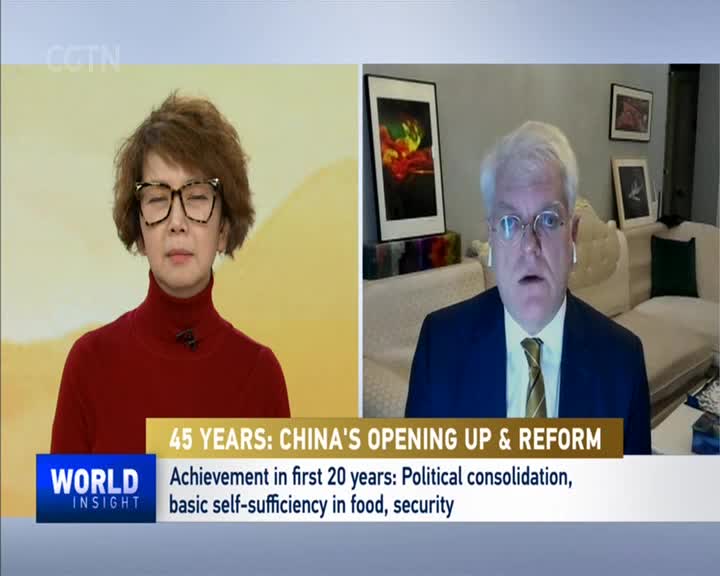 CGTN
45 YEARS: CHINA'S OPENING UP & REFORM
WORLD
INSIGHT
Achievement in first 20 years: Political consolidation,
basic self-sufficiency in food, security